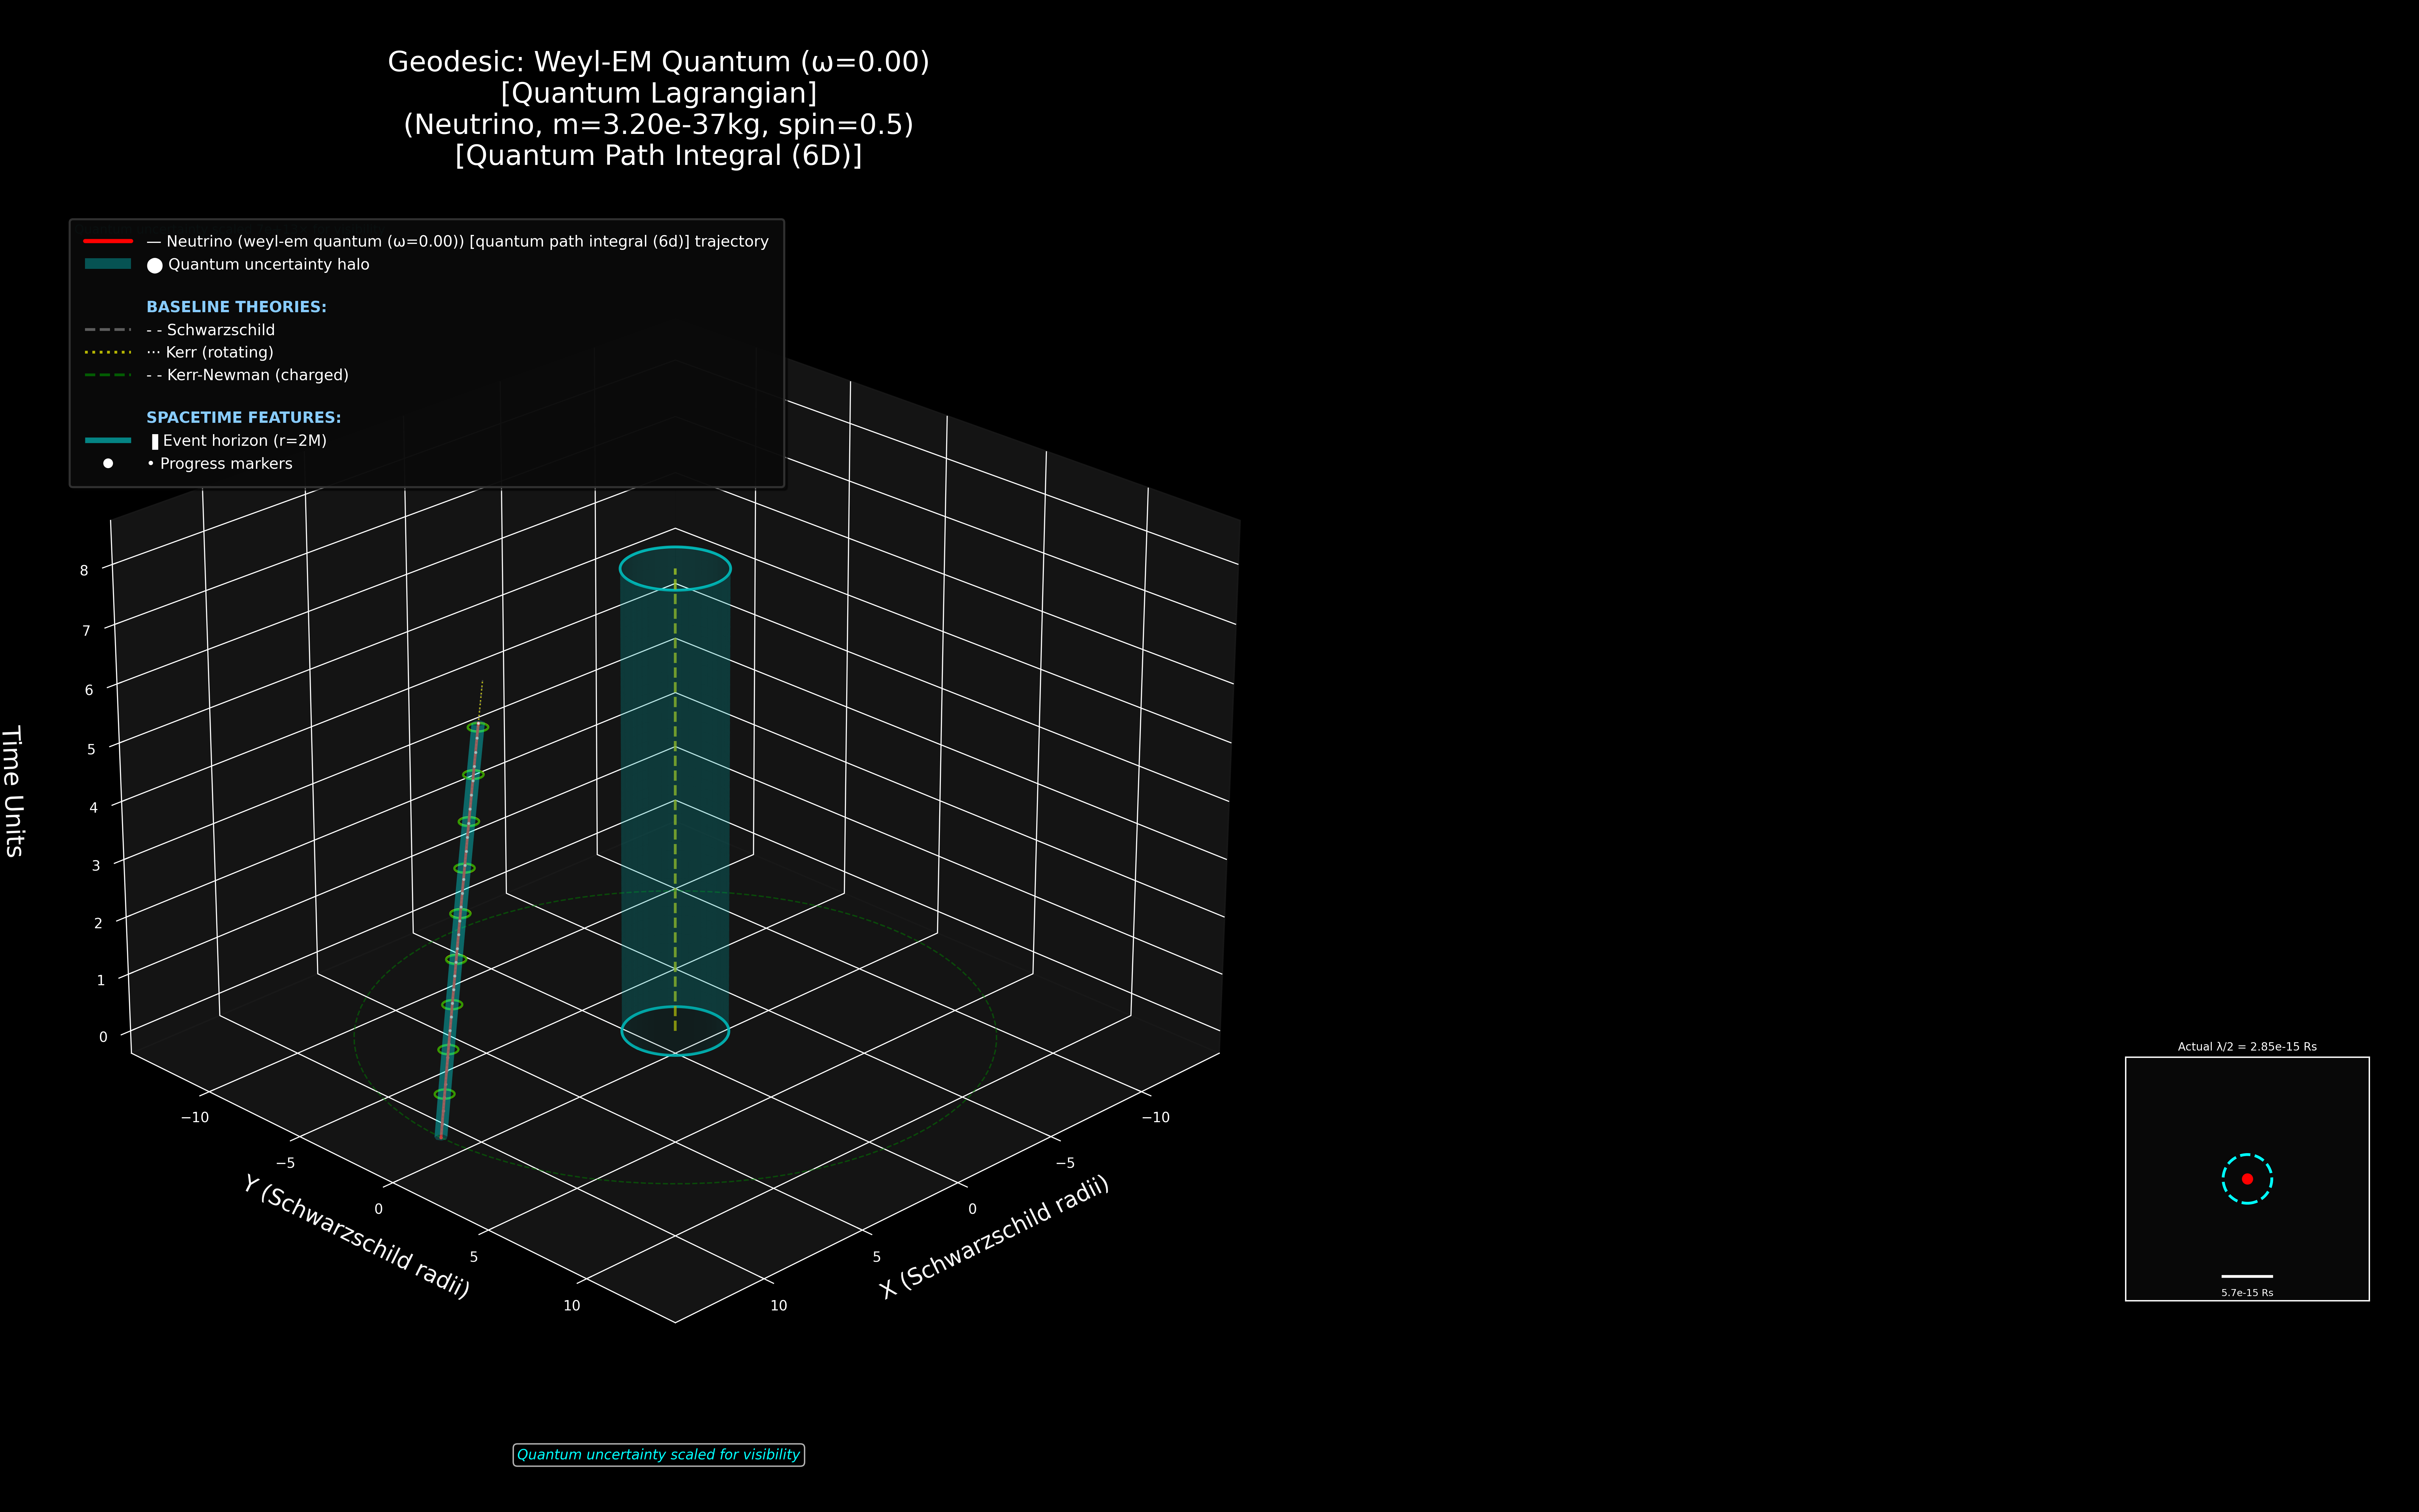 Geodesic: Weyl-EM Quantum (ω=0.00)
[Quantum Lagrangian]
(Neutrino, m=3.20e-37kg, spin=0.5)
[Quantum Path Integral (6D)]
— Neutrino (weyl-em quantum (ω=0.00)) [quantum path integral (6d)] trajectory
● Quantum uncertainty halo
BASELINE THEORIES:
- - Schwarzschild
··· Kerr (rotating)
- - Kerr-Newman (charged)
SPACETIME FEATURES:
▐ Event horizon (r=2M)
• Progress markers
8
7
6
5
4
3
2
1
0
Time Units
−10
−5
0
5
10
Y (Schwarzschild radii)
10
5
0
−5
−10
X (Schwarzschild radii)
Actual λ/2 = 2.85e-15 Rs
5.7e-15 Rs
Quantum uncertainty scaled for visibility